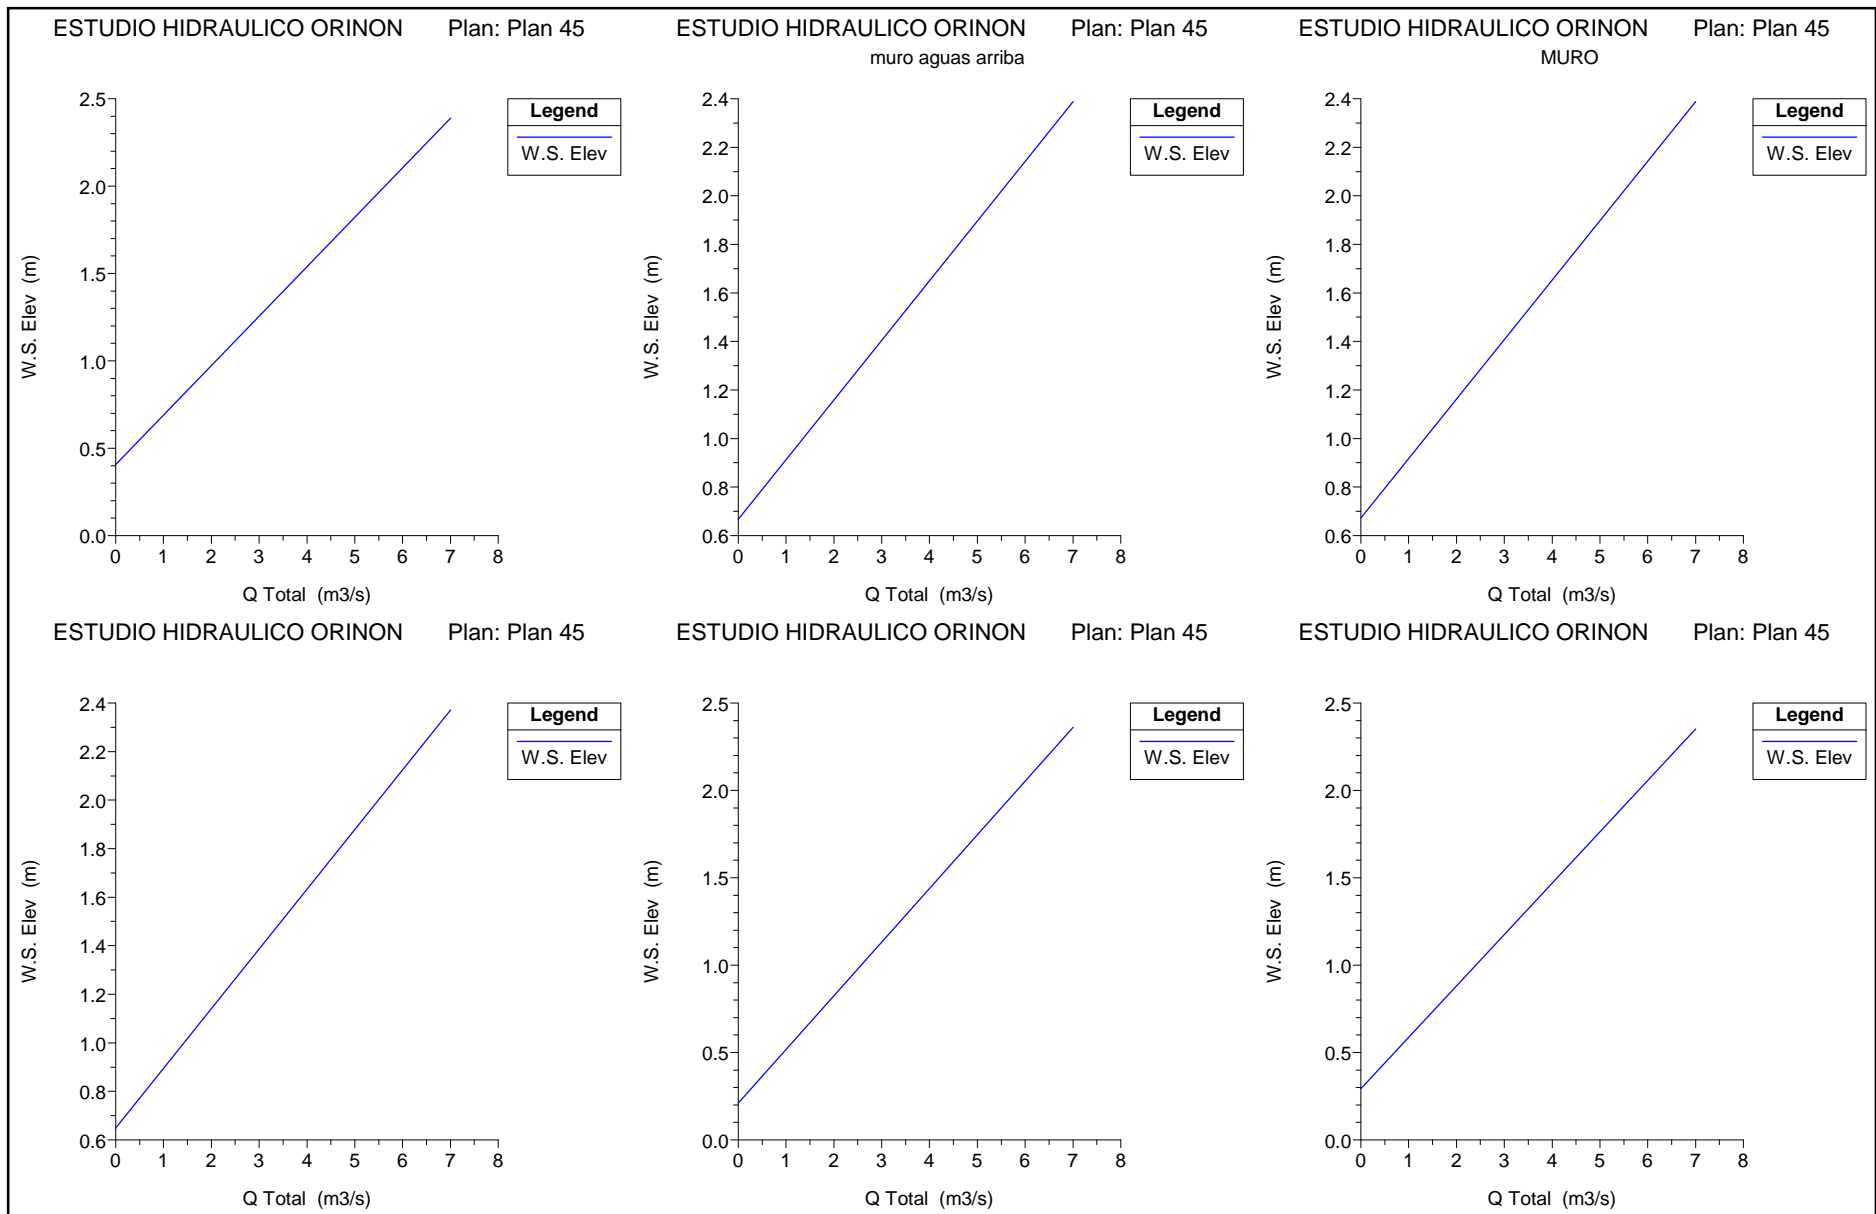 ESTUDIO HIDRAULICO ORINON Plan: Plan 45
2.5
2.0
1.5
1.0
0.5
0.0
W.S. Elev (m)
0 1 2 3 4 5 6 7 8
Q Total (m3/s)
Legend
W.S. Elev
ESTUDIO HIDRAULICO ORINON Plan: Plan 45
muro aguas arriba
2.4
2.2
2.0
1.8
1.6
1.4
1.2
1.0
0.8
0.6
W.S. Elev (m)
0 1 2 3 4 5 6 7 8
Q Total (m3/s)
Legend
W.S. Elev
ESTUDIO HIDRAULICO ORINON Plan: Plan 45
MURO
2.4
2.2
2.0
1.8
1.6
1.4
1.2
1.0
0.8
0.6
W.S. Elev (m)
0 1 2 3 4 5 6 7 8
Q Total (m3/s)
Legend
W.S. Elev
ESTUDIO HIDRAULICO ORINON Plan: Plan 45
2.4
2.2
2.0
1.8
1.6
1.4
1.2
1.0
0.8
0.6
W.S. Elev (m)
0 1 2 3 4 5 6 7 8
Q Total (m3/s)
Legend
W.S. Elev
ESTUDIO HIDRAULICO ORINON Plan: Plan 45
2.5
2.0
1.5
1.0
0.5
0.0
W.S. Elev (m)
0 1 2 3 4 5 6 7 8
Q Total (m3/s)
Legend
W.S. Elev
ESTUDIO HIDRAULICO ORINON Plan: Plan 45
2.5
2.0
1.5
1.0
0.5
0.0
W.S. Elev (m)
0 1 2 3 4 5 6 7 8
Q Total (m3/s)
Legend
W.S. Elev